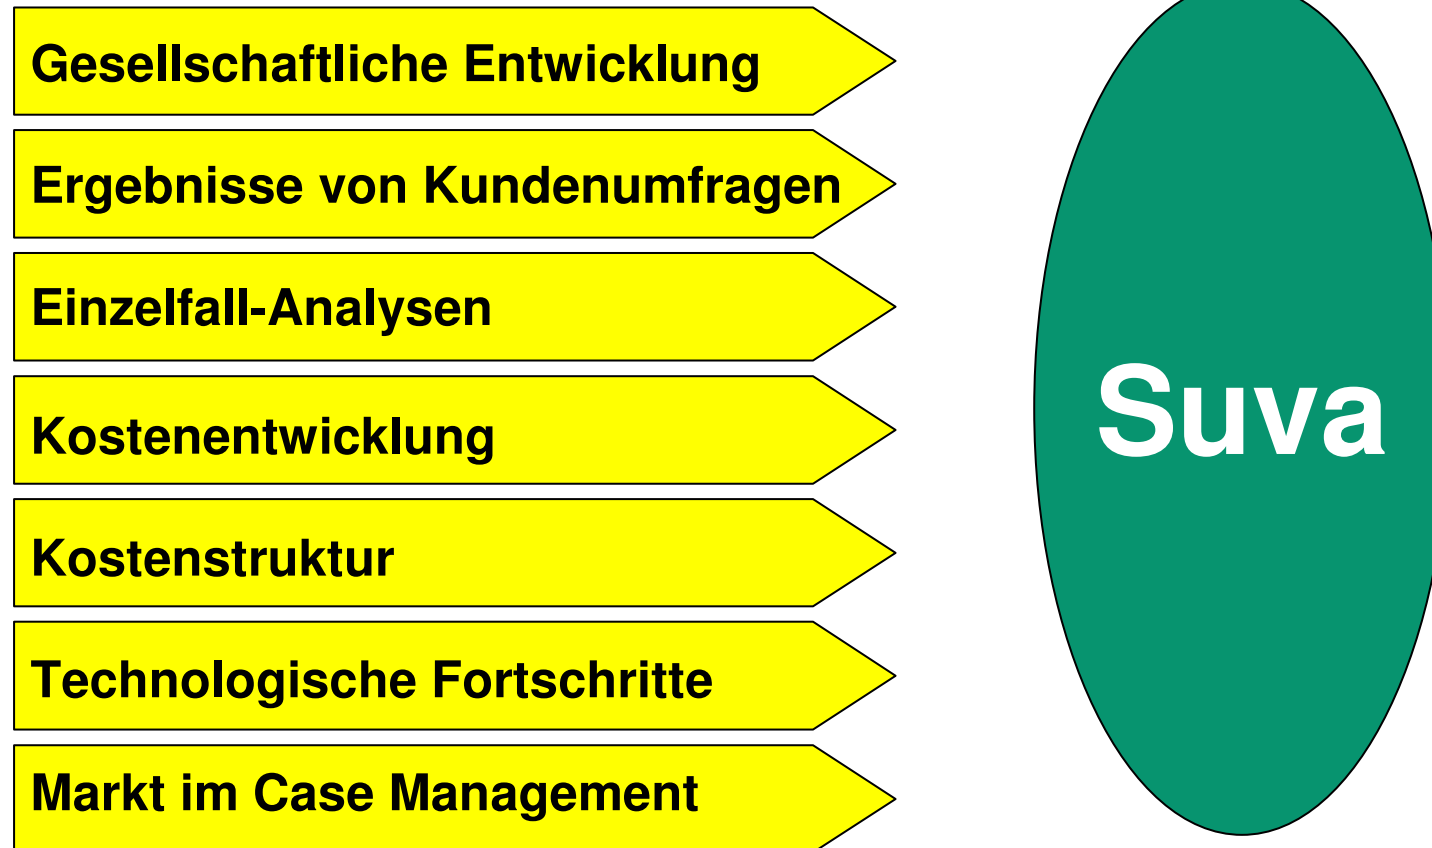 Gesellschaftliche Entwicklung
Ergebnisse von Kundenumfragen
Einzelfall-Analysen
Kostenentwicklung
Kostenstruktur
Technologische Fortschritte
Markt im Case Management
Suva